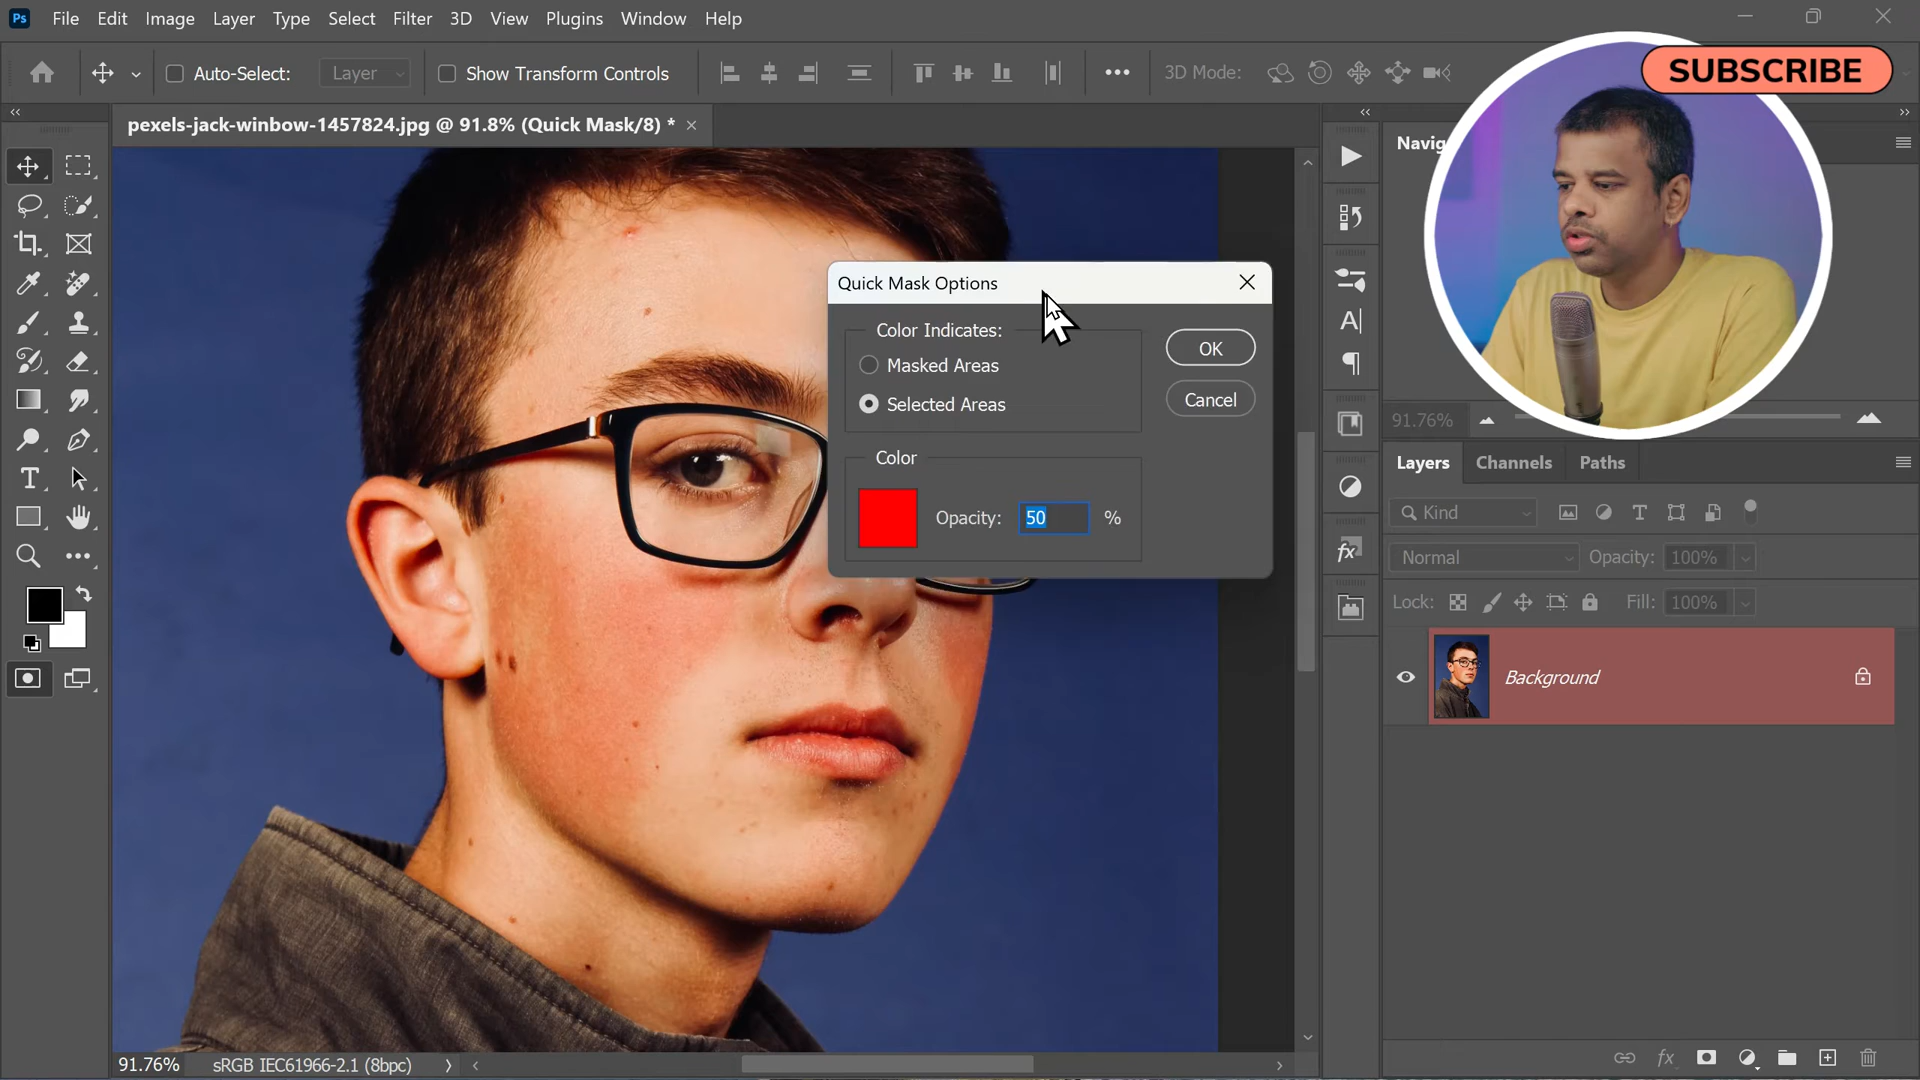 Ps File Edit Image Layer Type Select Filter 3D View Plugins Window Help
Auto-Select: Layer Show Transform Controls 3D Mode:
SUBSCRIBE
pexels-jack-winbow-1457824.jpg @ 91.8% (Quick Mask/8) *
Navig
Quick Mask Options
Color Indicates:
Masked Areas
Selected Areas
OK
Cancel
Color
Opacity: 50 %
91.76%
Layers Channels Paths
Kind
Normal Opacity: 100%
Lock: Fill: 100%
Background
91.76% sRGB IEC61966-2.1 (8bpc)